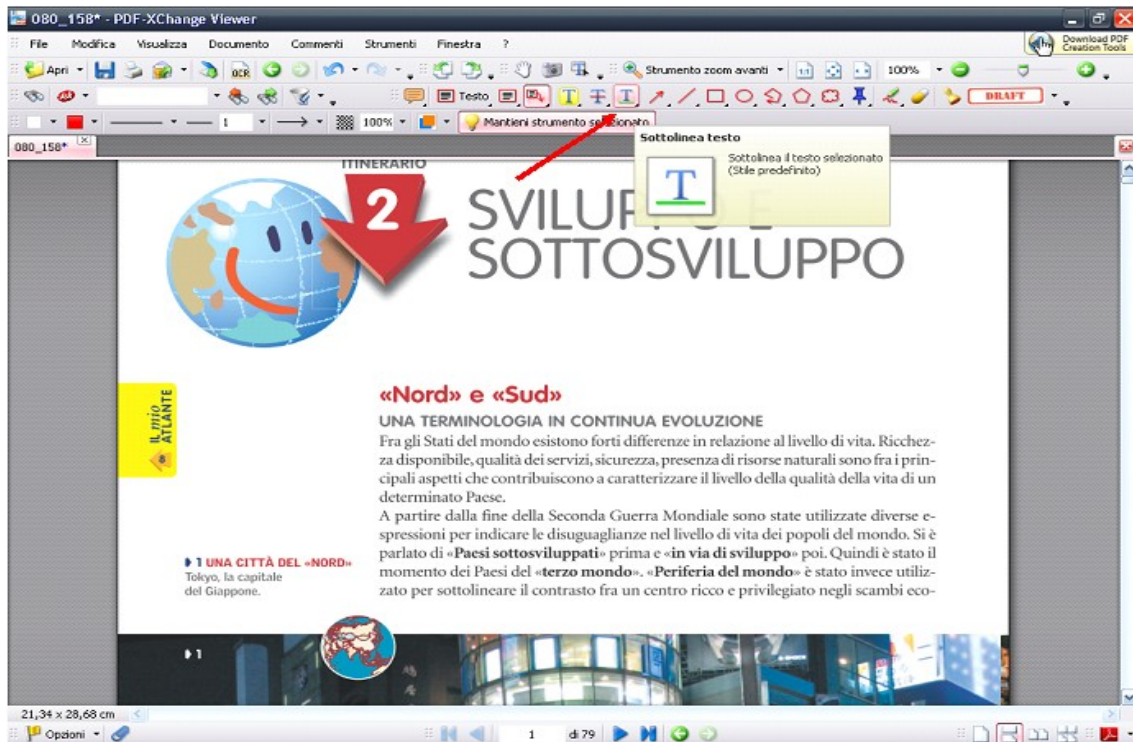 080_158* - PDF-XChange Viewer
File Modifica Visualizza Documento Commenti Strumenti Finestra ?
Download PDF
Creation Tools
Apri OCR Strumento zoom avanti 1:1 100%
Testo T T T DRAFT
1 100% Mantieni strumento selezionato
080_158*
Sottolinea testo
Sottolinea il testo selezionato
(Stile predefinito)
T
ITINERARIO
2
SVILUPPO E
SOTTOSVILUPPO
IL mio
ATLANTE
8
«Nord» e «Sud»
UNA TERMINOLOGIA IN CONTINUA EVOLUZIONE
Fra gli Stati del mondo esistono forti differenze in relazione al livello di vita. Ricchez-
za disponibile, qualità dei servizi, sicurezza, presenza di risorse naturali sono fra i prin-
cipali aspetti che contribuiscono a caratterizzare il livello della qualità della vita di un
determinato Paese.
A partire dalla fine della Seconda Guerra Mondiale sono state utilizzate diverse e-
spressioni per indicare le disuguaglianze nel livello di vita dei popoli del mondo. Si è
parlato di «Paesi sottosviluppati» prima e «in via di sviluppo» poi. Quindi è stato il
momento dei Paesi del «terzo mondo». «Periferia del mondo» è stato invece utiliz-
zato per sottolineare il contrasto fra un centro ricco e privilegiato negli scambi eco-
1 UNA CITTÀ DEL «NORD»
Tokyo, la capitale
del Giappone.
1
21,34 x 28,68 cm
Opzioni 1 di 79